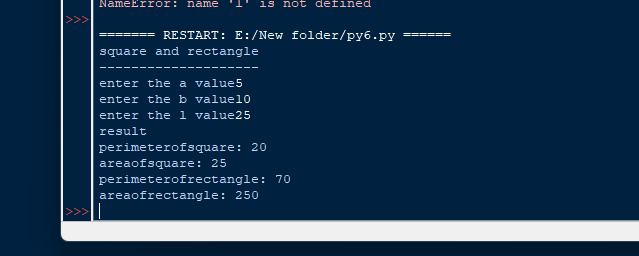 NameError: name 'l' is not defined
>>>
======= RESTART: E:/New folder/py6.py ======
square and rectangle
--------------------
enter the a value5
enter the b value10
enter the l value25
result
perimeterofsquare: 20
areaofsquare: 25
perimeterofrectangle: 70
areaofrectangle: 250
>>>